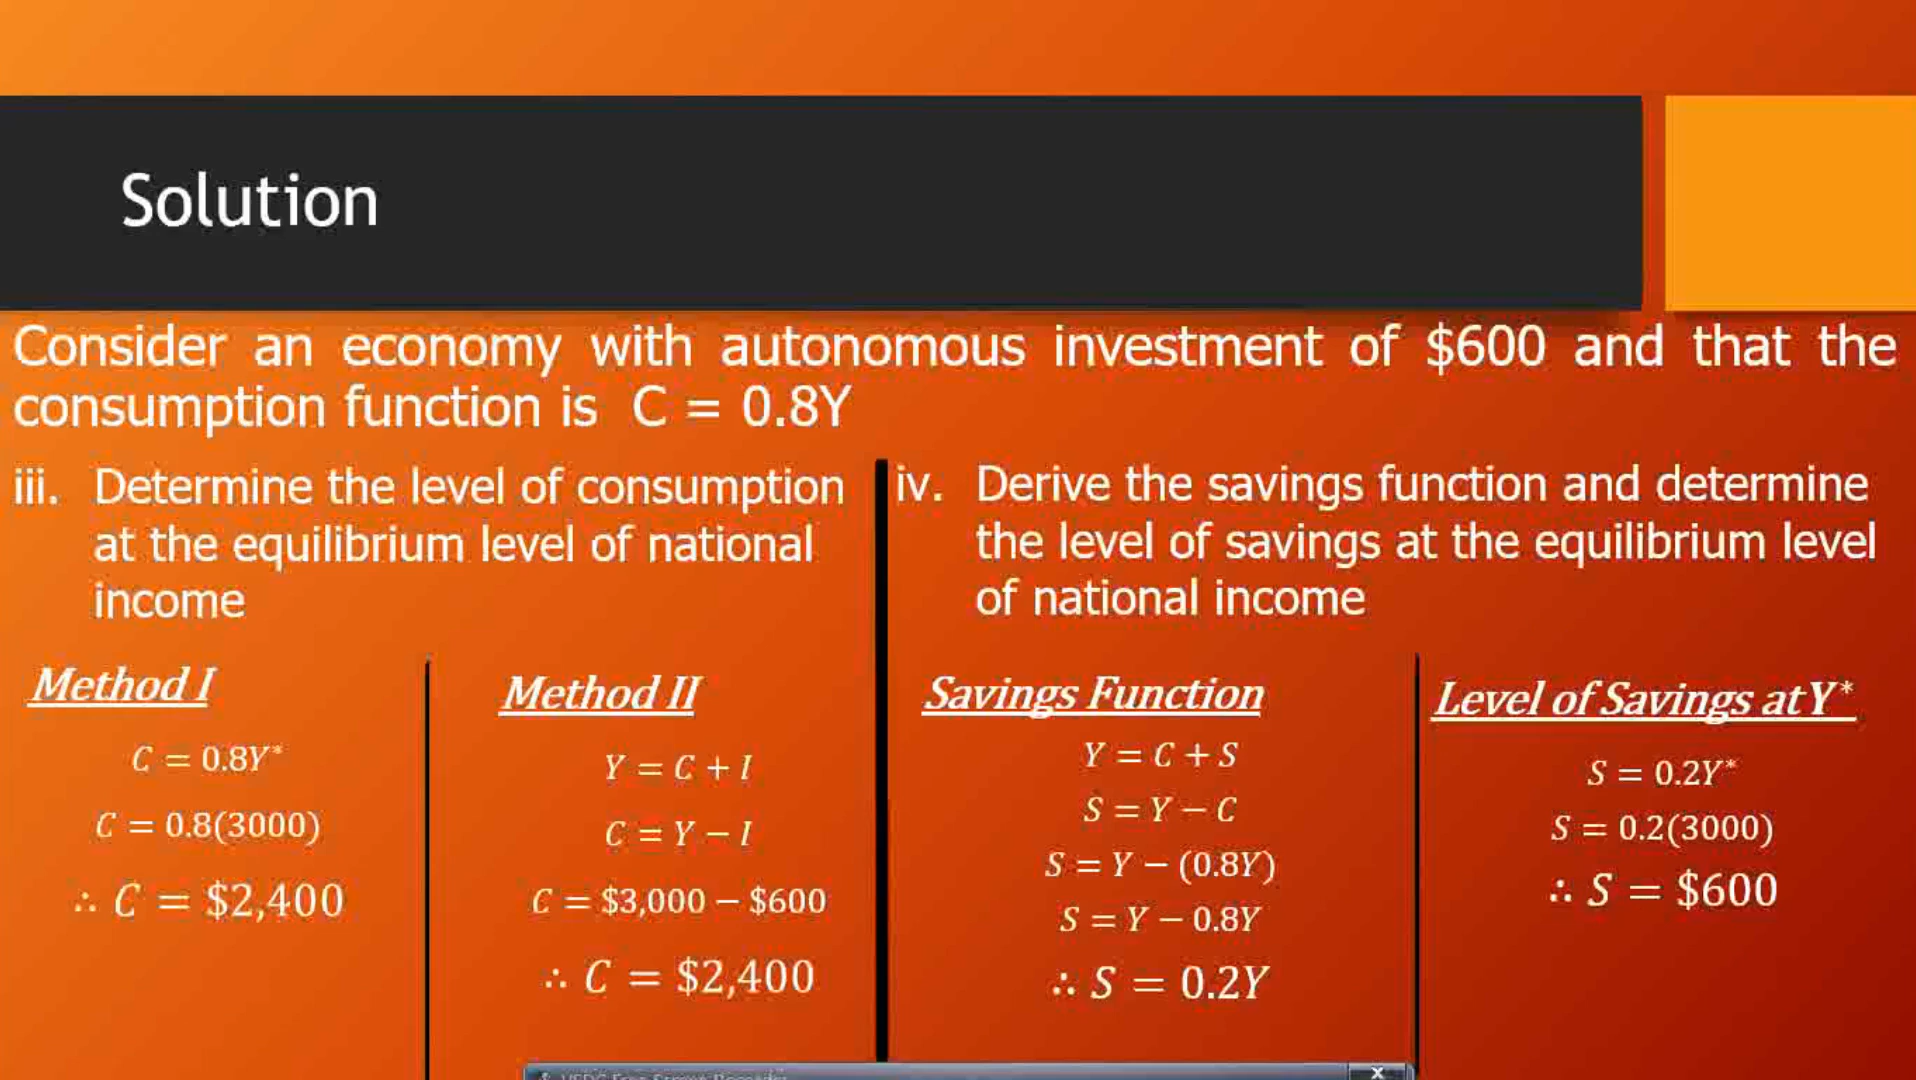 Solution
Consider an economy with autonomous investment of $600 and that the
consumption function is C = 0.8Y
iii. Determine the level of consumption
at the equilibrium level of national
income
Method I
C = 0.8Y*
C = 0.8(3000)
∴ C = $2,400
Method II
Y = C + I
C = Y − I
C = $3,000 − $600
∴ C = $2,400
iv. Derive the savings function and determine
the level of savings at the equilibrium level
of national income
Savings Function
Y = C + S
S = Y − C
S = Y − (0.8Y)
S = Y − 0.8Y
∴ S = 0.2Y
Level of Savings at Y*
S = 0.2Y*
S = 0.2(3000)
∴ S = $600